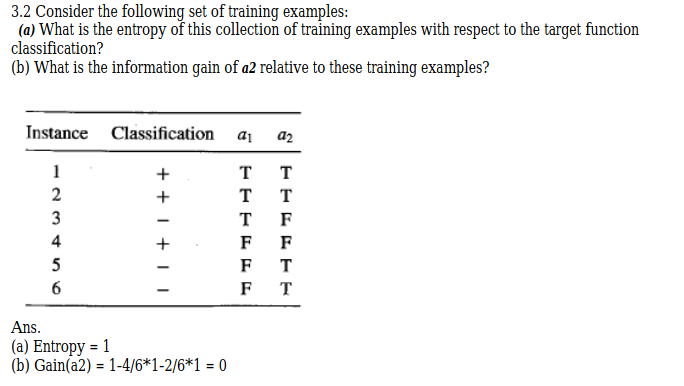 3.2 Consider the following set of training examples:
(a) What is the entropy of this collection of training examples with respect to the target function
classification?
(b) What is the information gain of a2 relative to these training examples?
Instance Classification a1 a2
1 + T T
2 + T T
3 − T F
4 + F F
5 − F T
6 − F T
Ans.
(a) Entropy = 1
(b) Gain(a2) = 1-4/6*1-2/6*1 = 0